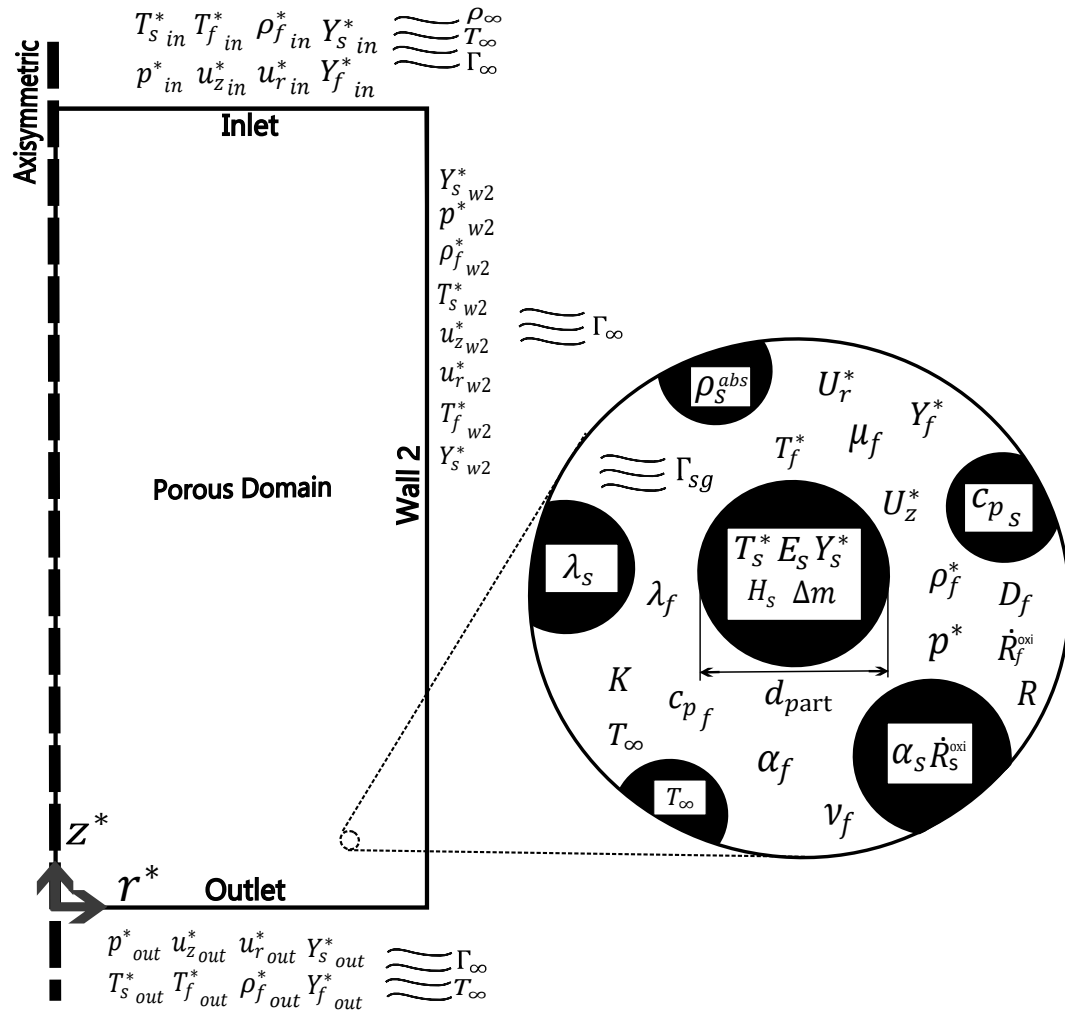 T*s in T*f in ρ*f in Y*s in ρ∞
T∞
p*in u*z in u*r in Y*f in Γ∞
Axisymmetric
Inlet
Y*s w2
p*w2
ρ*f w2
T*s w2
u*z w2
Γ∞
u*r w2
T*f w2
Y*s w2
Wall 2
Porous Domain
ρs^abs
U*r
Y*f
μf
T*f
Γsg
U*z
cp s
λs
T*s Es Y*s
Hs Δm
λf
ρ*f
Df
p*
Ṙf^oxi
K
cp f
dpart
R
T∞
αf
αs Ṙs^oxi
T∞
νf
z*
r*
Outlet
p*out u*z out u*r out Y*s out Γ∞
T*s out T*f out ρ*f out Y*f out T∞